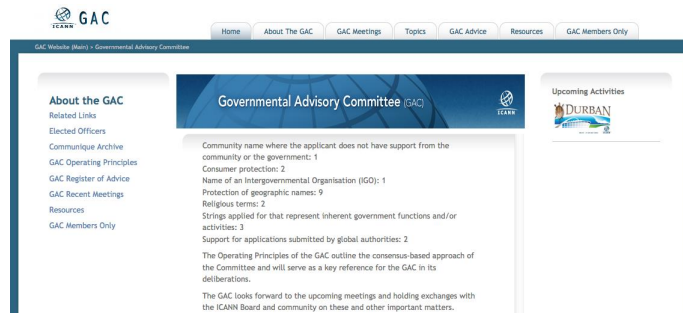 ICANN
GAC
Home
About The GAC
GAC Meetings
Topics
GAC Advice
Resources
GAC Members Only
GAC Website (Main) > Governmental Advisory Committee
About the GAC
Related Links
Elected Officers
Communique Archive
GAC Operating Principles
GAC Register of Advice
GAC Recent Meetings
Resources
GAC Members Only
Governmental Advisory Committee (GAC)
ICANN
Community name where the applicant does not have support from the
community or the government: 1
Consumer protection: 2
Name of an Intergovernmental Organisation (IGO): 1
Protection of geographic names: 9
Religious terms: 2
Strings applied for that represent inherent government functions and/or
activities: 3
Support for applications submitted by global authorities: 2
The Operating Principles of the GAC outline the consensus-based approach of
the Committee and will serve as a key reference for the GAC in its
deliberations.
The GAC looks forward to the upcoming meetings and holding exchanges with
the ICANN Board and community on these and other important matters.
Upcoming Activities
DURBAN